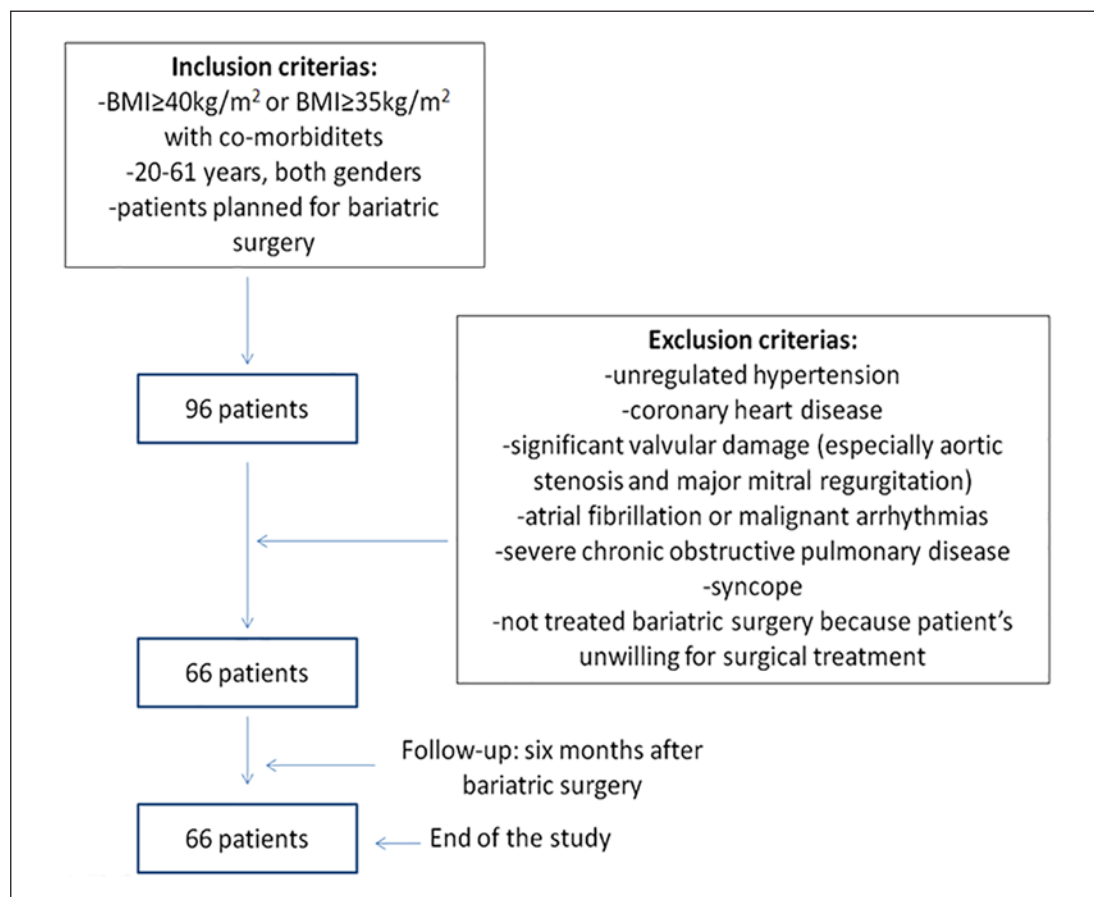 Inclusion criterias:
-BMI≥40kg/m² or BMI≥35kg/m²
with co-morbiditets
-20-61 years, both genders
-patients planned for bariatric
surgery
96 patients
Exclusion criterias:
-unregulated hypertension
-coronary heart disease
-significant valvular damage (especially aortic
stenosis and major mitral regurgitation)
-atrial fibrillation or malignant arrhythmias
-severe chronic obstructive pulmonary disease
-syncope
-not treated bariatric surgery because patient’s
unwilling for surgical treatment
66 patients
Follow-up: six months after
bariatric surgery
66 patients
End of the study